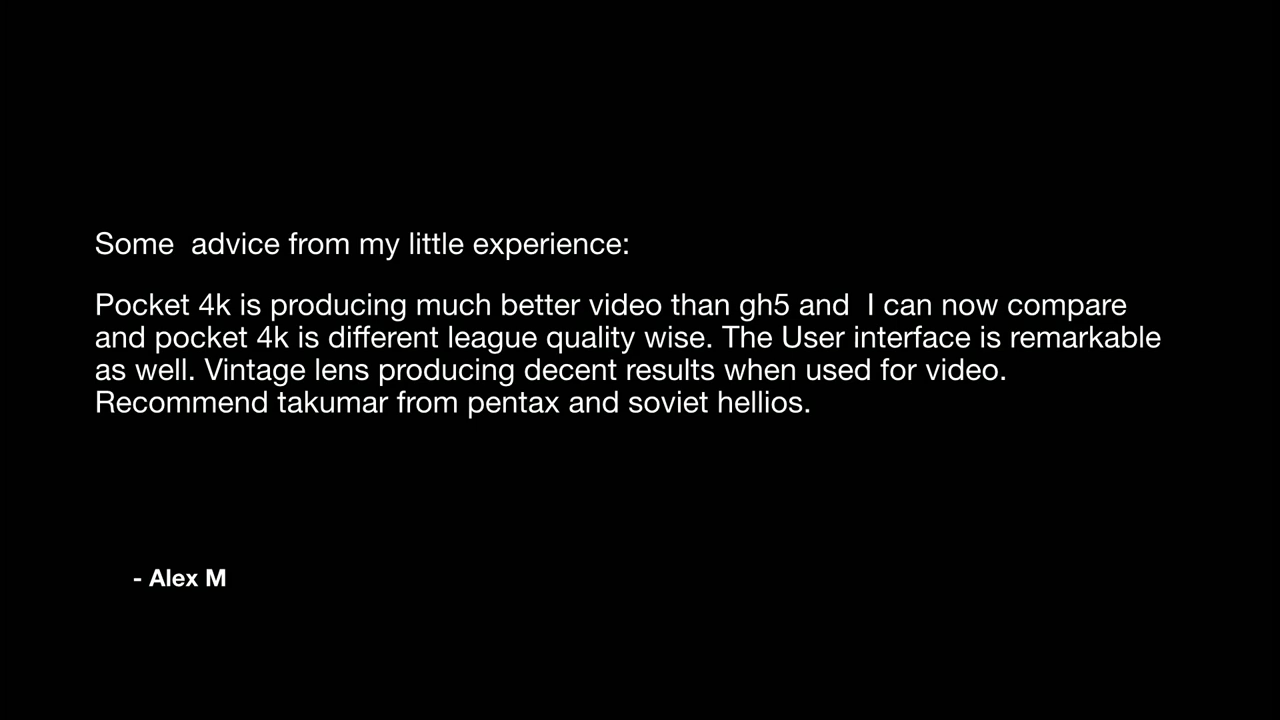 Some  advice from my little experience:
Pocket 4k is producing much better video than gh5 and  I can now compare
and pocket 4k is different league quality wise. The User interface is remarkable
as well. Vintage lens producing decent results when used for video.
Recommend takumar from pentax and soviet hellios.
- Alex M